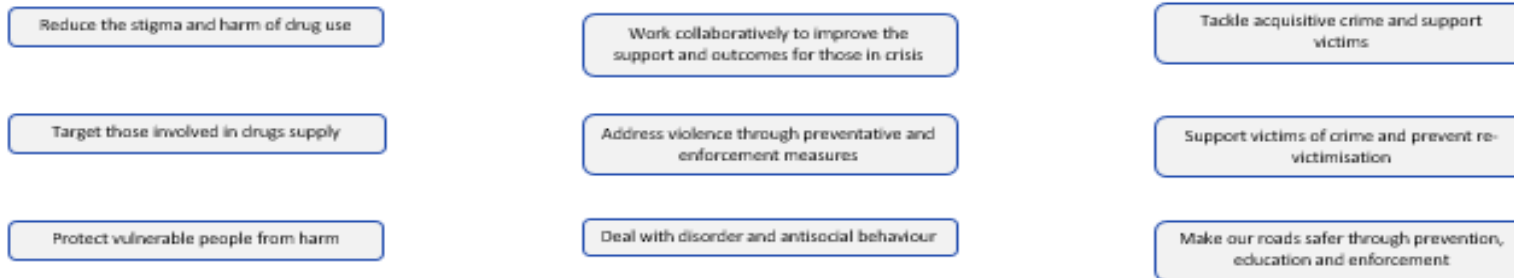 Reduce the stigma and harm of drug use
Work collaboratively to improve the
support and outcomes for those in crisis
Tackle acquisitive crime and support
victims
Target those involved in drugs supply
Address violence through preventative and
enforcement measures
Support victims of crime and prevent re-
victimisation
Protect vulnerable people from harm
Deal with disorder and antisocial behaviour
Make our roads safer through prevention,
education and enforcement